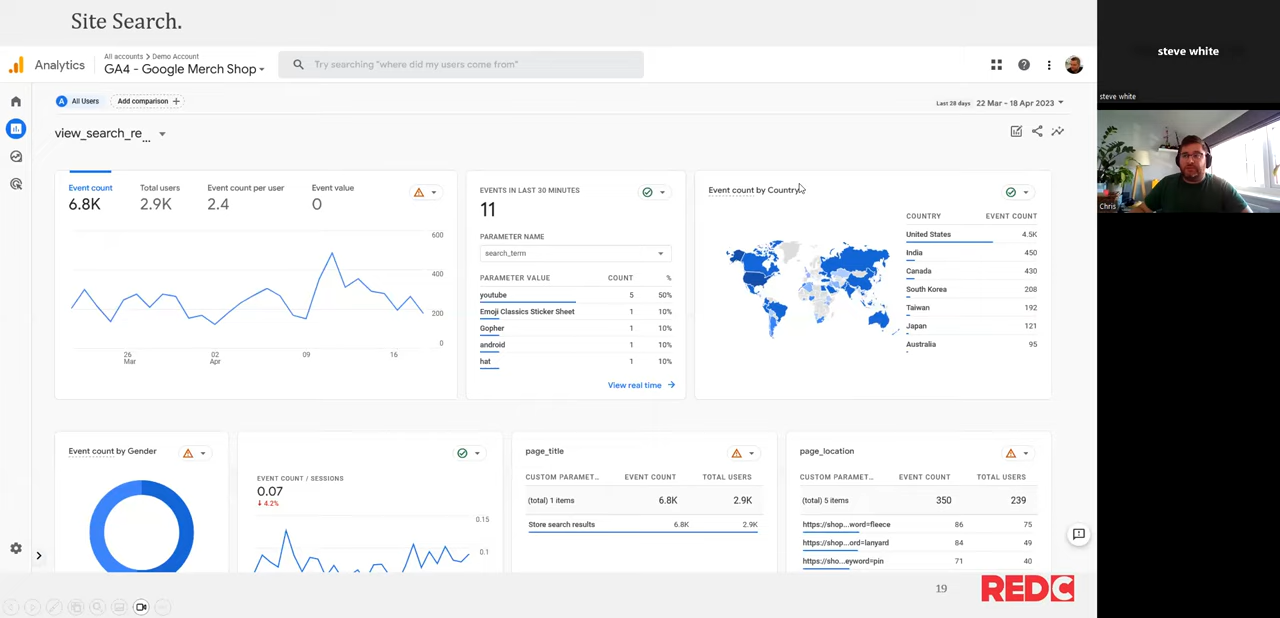 Site Search.
Analytics
All accounts > Demo Account
GA4 - Google Merch Shop
Try searching "where did my users come from"
A All Users
Add comparison +
Last 28 days 22 Mar - 18 Apr 2023
view_search_re...
Event count
6.8K
Total users
2.9K
Event count per user
2.4
Event value
0
600
400
200
0
26
Mar
02
Apr
09
16
EVENTS IN LAST 30 MINUTES
11
PARAMETER NAME
search_term
PARAMETER VALUE COUNT %
youtube 5 50%
Emoji Classics Sticker Sheet 1 10%
Gopher 1 10%
android 1 10%
hat 1 10%
View real time
Event count by Country
COUNTRY EVENT COUNT
United States 4.5K
India 450
Canada 430
South Korea 208
Taiwan 192
Japan 121
Australia 95
Event count by Gender
EVENT COUNT / SESSIONS
0.07
↓ 4.2%
0.15
0.1
page_title
CUSTOM PARAMET... EVENT COUNT TOTAL USERS
(total) 1 items 6.8K 2.9K
Store search results 6.8K 2.9K
page_location
CUSTOM PARAMET... EVENT COUNT TOTAL USERS
(total) 5 items 350 239
https://shop...word=fleece 86 75
https://shop...ord=lanyard 84 49
https://sho...eyword=pin 71 40
19
REDC
steve white
steve white
Chris